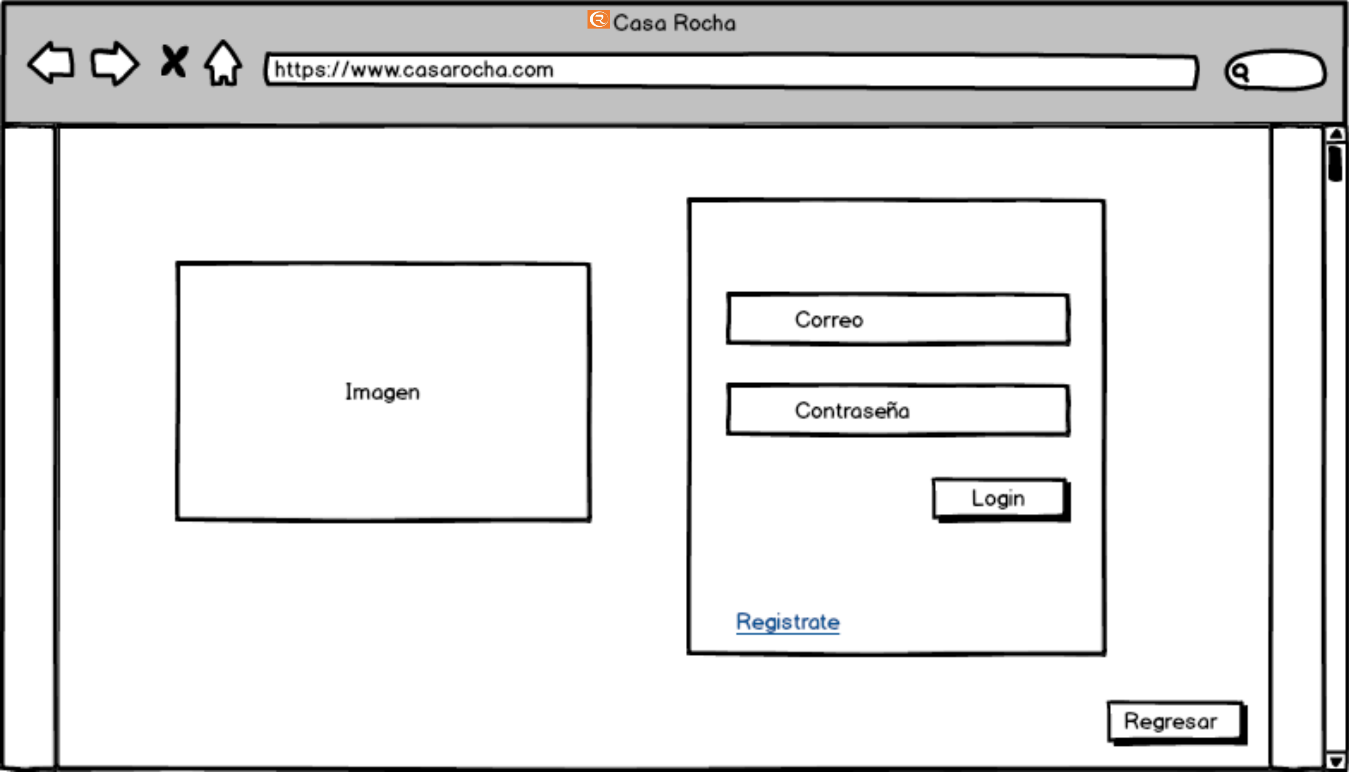 Casa Rocha
https://www.casarocha.com
Imagen
Correo
Contraseña
Login
Registrate
Regresar